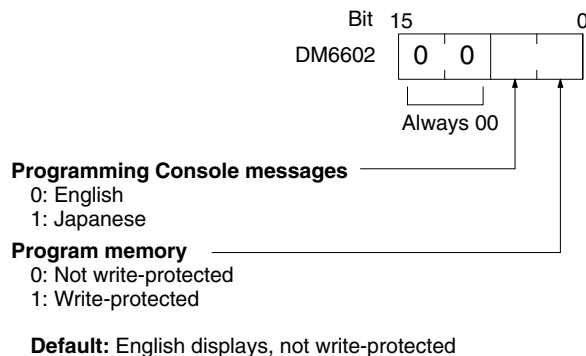 Bit 15 0
DM6602 0 0
Always 00
Programming Console messages
0: English
1: Japanese
Program memory
0: Not write-protected
1: Write-protected
Default: English displays, not write-protected